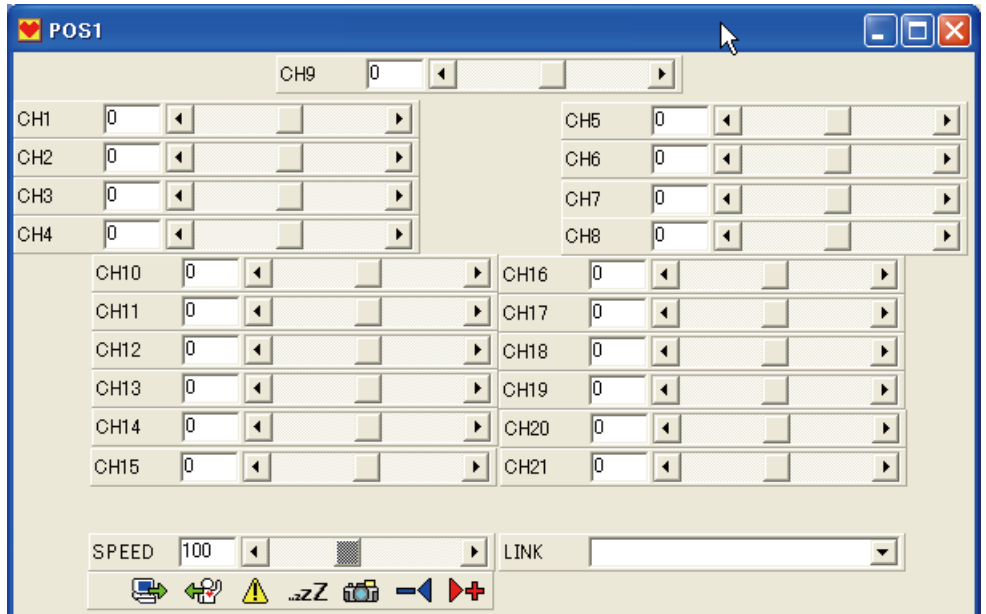 POS1
CH9 0
CH1 0 CH5 0
CH2 0 CH6 0
CH3 0 CH7 0
CH4 0 CH8 0
CH10 0 CH16 0
CH11 0 CH17 0
CH12 0 CH18 0
CH13 0 CH19 0
CH14 0 CH20 0
CH15 0 CH21 0
SPEED 100 LINK
..zzZ